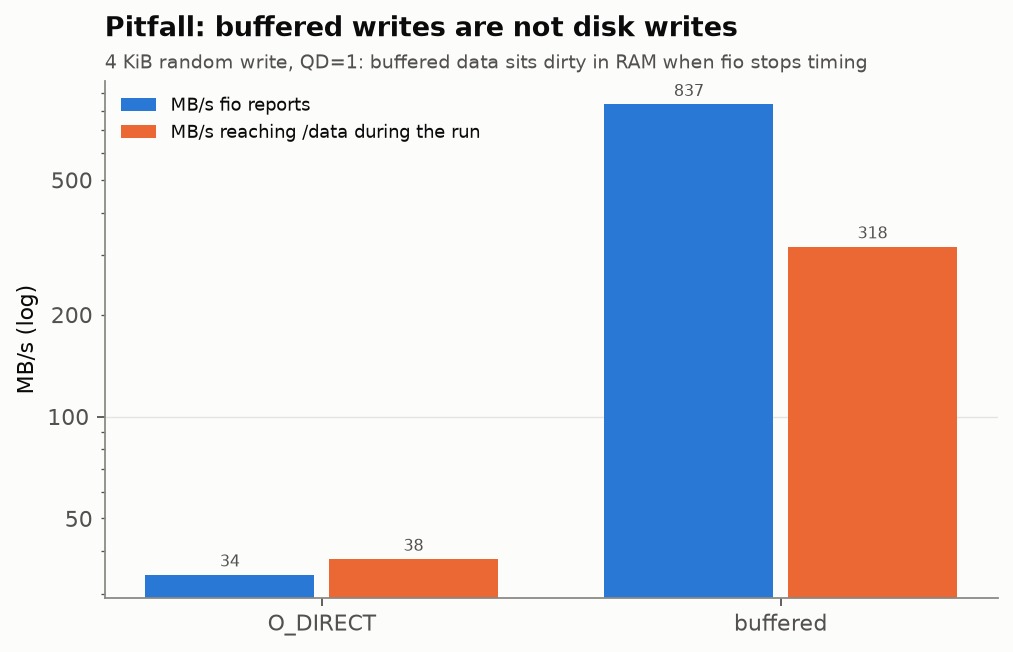 Pitfall: buffered writes are not disk writes
4 KiB random write, QD=1: buffered data sits dirty in RAM when fio stops timing
MB/s fio reports
MB/s reaching /data during the run
837
318
34
38
500
200
100
50
MB/s (log)
O_DIRECT
buffered